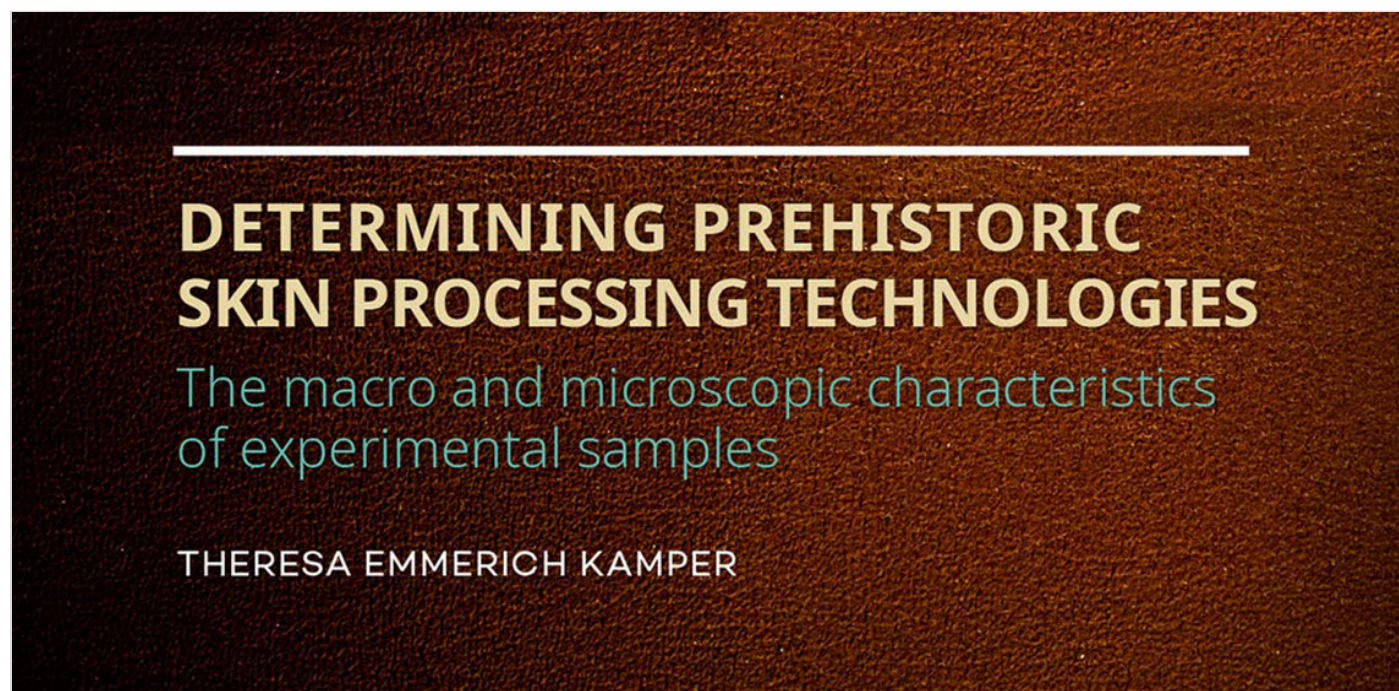 DETERMINING PREHISTORIC
SKIN PROCESSING TECHNOLOGIES
The macro and microscopic characteristics
of experimental samples
THERESA EMMERICH KAMPER